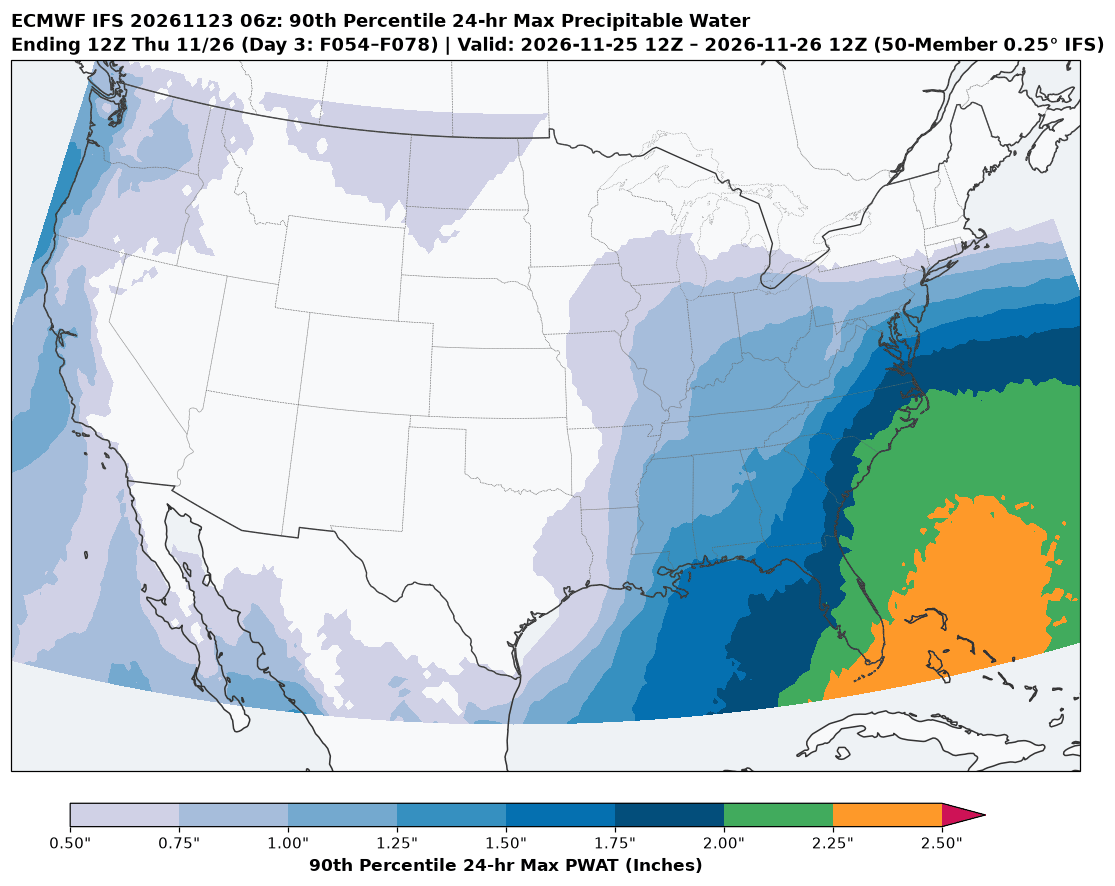 ECMWF IFS 20261123 06z: 90th Percentile 24-hr Max Precipitable Water
Ending 12Z Thu 11/26 (Day 3: F054–F078) | Valid: 2026-11-25 12Z – 2026-11-26 12Z (50-Member 0.25° IFS)
0.50" 0.75" 1.00" 1.25" 1.50" 1.75" 2.00" 2.25" 2.50"
90th Percentile 24-hr Max PWAT (Inches)